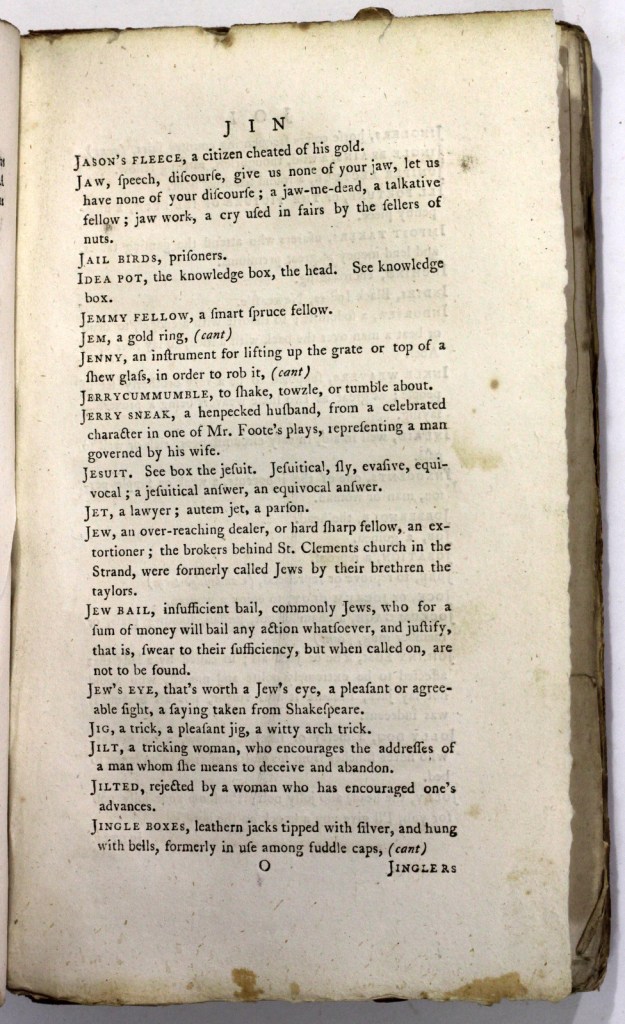 JIN
JASON'S FLEECE, a citizen cheated of his gold.
JAW, ſpeech, diſcourſe, give us none of your jaw, let us
have none of your diſcourſe; a jaw-me-dead, a talkative
fellow; jaw work, a cry uſed in fairs by the ſellers of
nuts.
JAIL BIRDS, priſoners.
IDEA POT, the knowledge box, the head. See knowledge
box.
JEMMY FELLOW, a ſmart ſpruce fellow.
JEM, a gold ring, (cant)
JENNY, an inſtrument for lifting up the grate or top of a
ſhew glaſs, in order to rob it, (cant)
JERRYCUMMUMBLE, to ſhake, towzle, or tumble about.
JERRY SNEAK, a henpecked huſband, from a celebrated
character in one of Mr. Foote's plays, repreſenting a man
governed by his wife.
JESUIT. See box the jeſuit. Jeſuitical, ſly, evaſive, equi-
vocal; a jeſuitical anſwer, an equivocal anſwer.
JET, a lawyer; autem jet, a parſon.
JEW, an over-reaching dealer, or hard ſharp fellow, an ex-
tortioner; the brokers behind St. Clements church in the
Strand, were formerly called Jews by their brethren the
taylors.
JEW BAIL, inſufficient bail, commonly Jews, who for a
ſum of money will bail any action whatſoever, and juſtify,
that is, ſwear to their ſufficiency, but when called on, are
not to be found.
JEW'S EYE, that's worth a Jew's eye, a pleaſant or agree-
able ſight, a ſaying taken from Shakeſpeare.
JIG, a trick, a pleaſant jig, a witty arch trick.
JILT, a tricking woman, who encourages the addreſſes of
a man whom ſhe means to deceive and abandon.
JILTED, rejected by a woman who has encouraged one's
advances.
JINGLE BOXES, leathern jacks tipped with ſilver, and hung
with bells, formerly in uſe among fuddle caps, (cant)
O JINGLERS